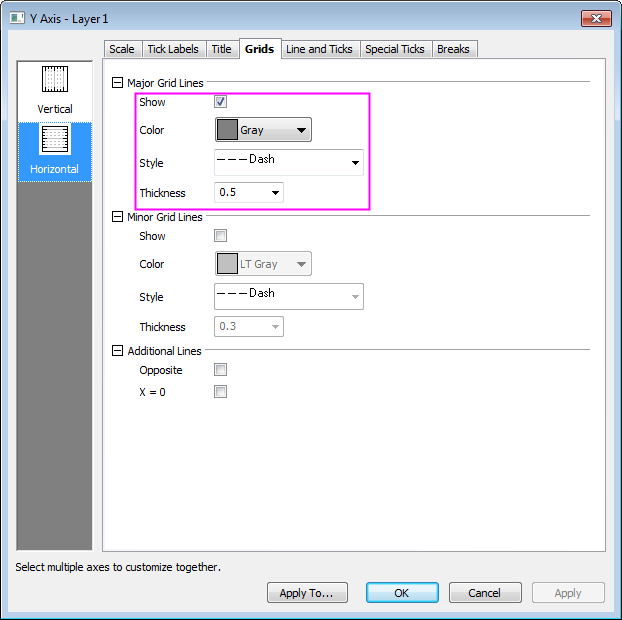 Y Axis - Layer1
Scale Tick Labels Title Grids Line and Ticks Special Ticks Breaks
Vertical
Horizontal
Major Grid Lines
Show
Color Gray
Style Dash
Thickness 0.5
Minor Grid Lines
Show
Color LT Gray
Style Dash
Thickness 0.3
Additional Lines
Opposite
X = 0
Select multiple axes to customize together.
Apply To... OK Cancel Apply